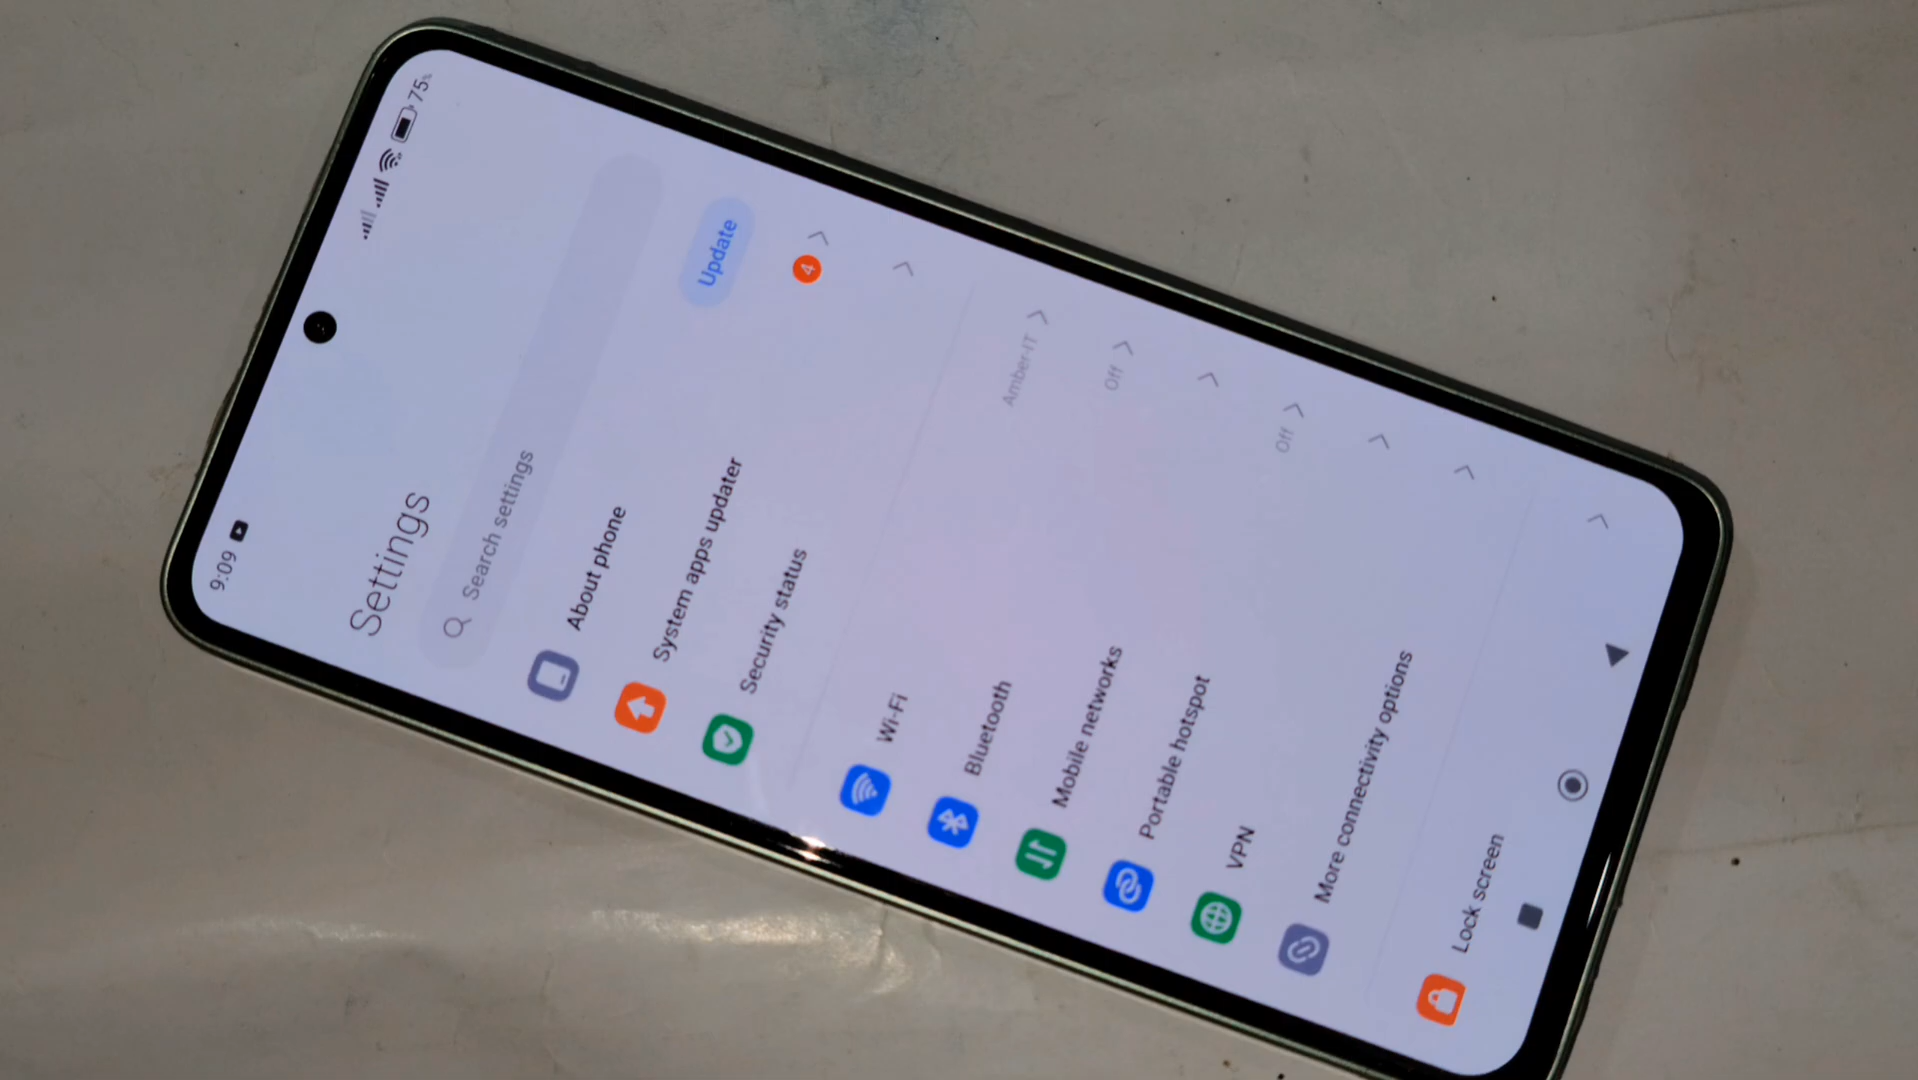 9:09
75%
Settings
Search settings
About phone
Update
System apps updater
4
Security status
Wi-Fi
Amber-IT
Bluetooth
Off
Mobile networks
Portable hotspot
Off
VPN
More connectivity options
Lock screen